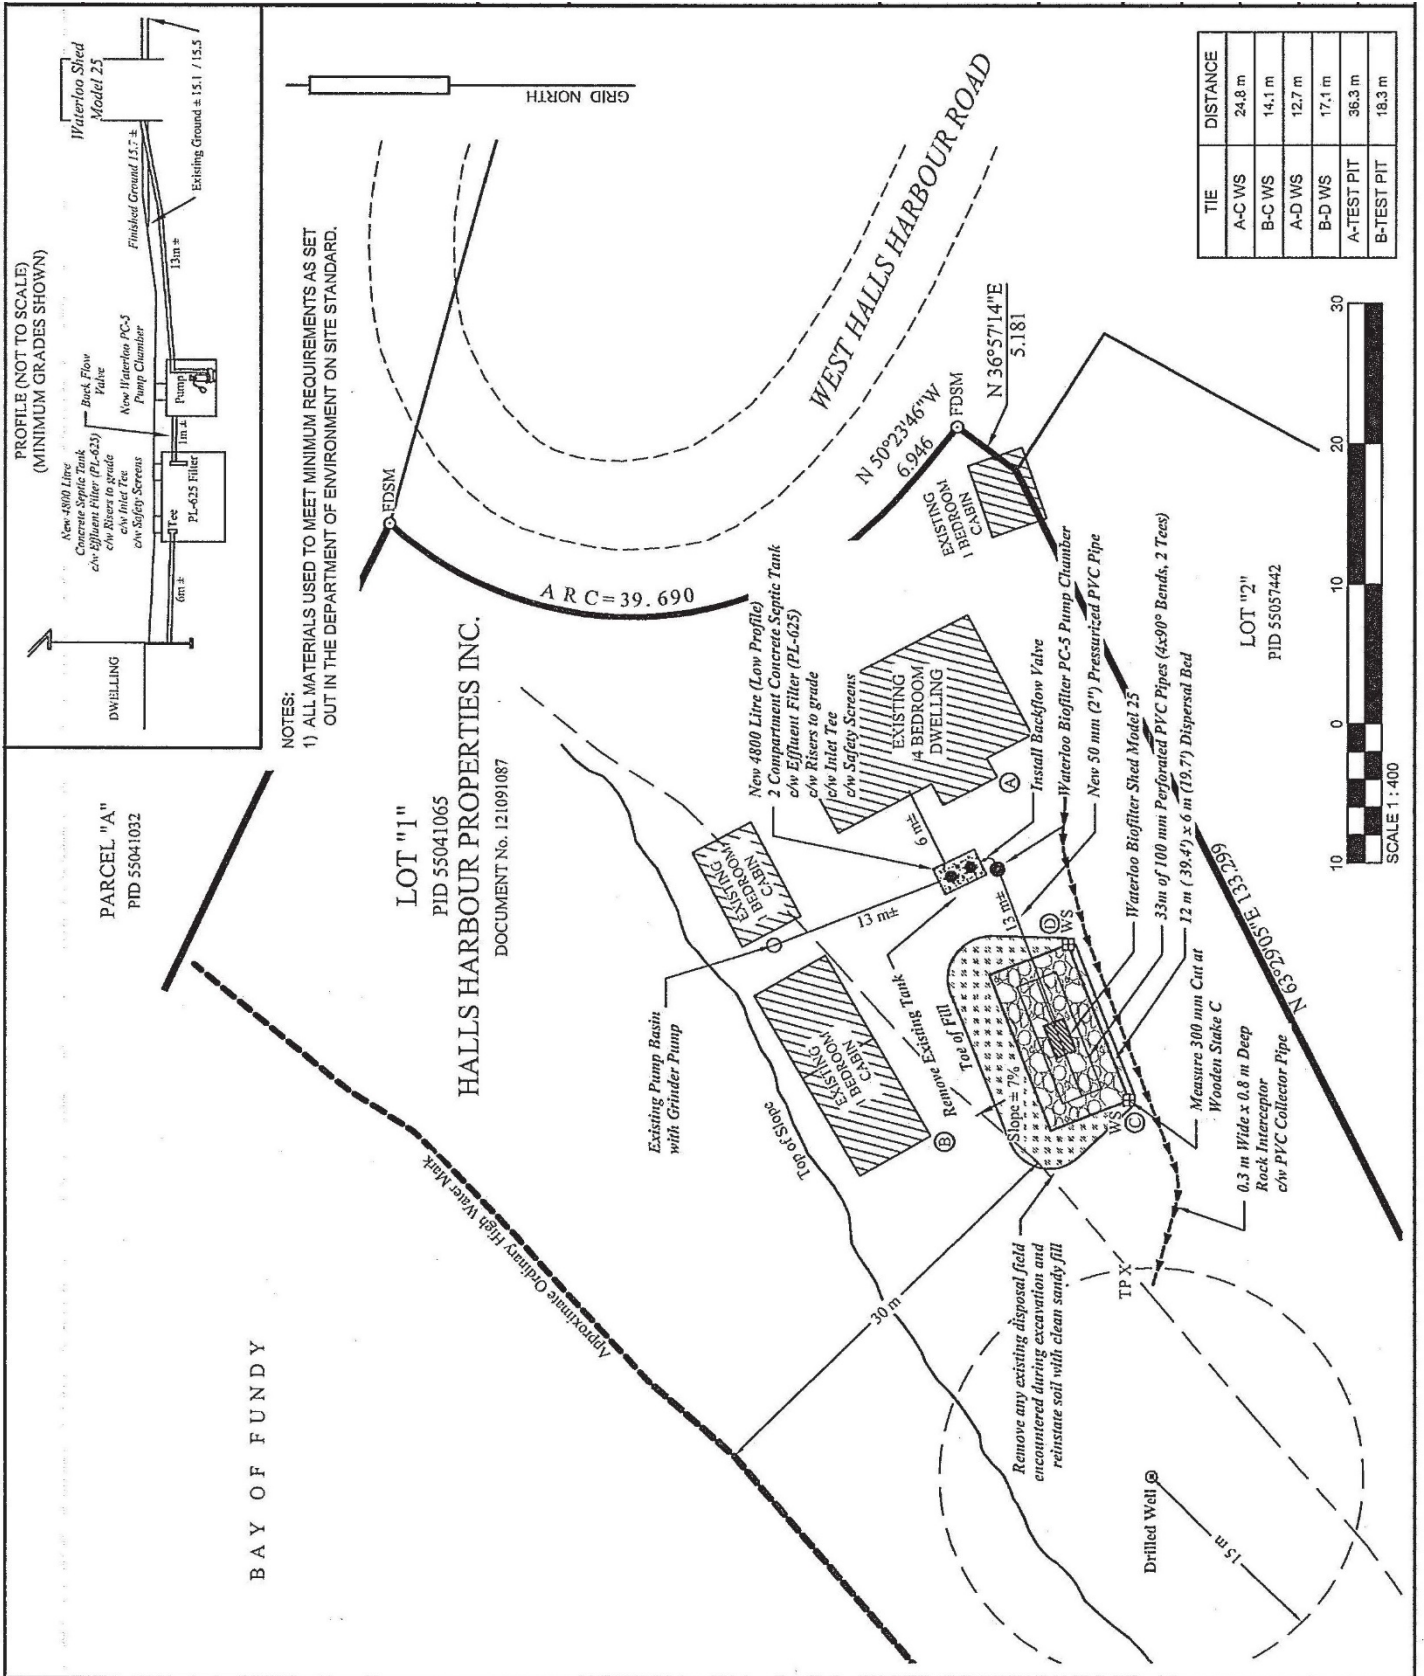 PROFILE (NOT TO SCALE)
(MINIMUM GRADES SHOWN)
DWELLING
6m ±
New 4800 Litre
Concrete Septic Tank
c/w Effluent Filter (PL-625)
c/w Risers to grade
c/w Inlet Tee
c/w Safety Screens
Tee
PL-625 Filter
1m ±
Back Flow
Valve
New Waterloo PC-5
Pump Chamber
Pump
13m ±
Finished Ground 15.7 ±
Existing Ground ± 15.1 / 15.5
Waterloo Shed
Model 25
NOTES:
1) ALL MATERIALS USED TO MEET MINIMUM REQUIREMENTS AS SET
OUT IN THE DEPARTMENT OF ENVIRONMENT ON SITE STANDARD.
GRID NORTH
PARCEL "A"
PID 55041032
BAY OF FUNDY
LOT "1"
PID 55041065
HALLS HARBOUR PROPERTIES INC.
DOCUMENT No. 121091087
FDSM
ARC=39.690
WEST HALLS HARBOUR ROAD
N 50°23'46"W
6.946
FDSM
N 36°57'14"E
5.181
Approximate Ordinary High Water Mark
Top of Slope
Existing Pump Basin
with Grinder Pump
EXISTING
1 BEDROOM
CABIN
EXISTING
1 BEDROOM
CABIN
B
New 4800 Litre (Low Profile)
2 Compartment Concrete Septic Tank
c/w Effluent Filter (PL-625)
c/w Risers to grade
c/w Inlet Tee
c/w Safety Screens
EXISTING
4 BEDROOM
DWELLING
A
EXISTING
1 BEDROOM
CABIN
6 m±
13 m±
13 m±
Remove Existing Tank
Toe of Fill
Slope ± 7%
D
WS
WS
C
30 m
Install Backflow Valve
Waterloo Biofilter PC-5 Pump Chamber
New 50 mm (2") Pressurized PVC Pipe
Waterloo Biofilter Shed Model 25
33m of 100 mm Perforated PVC Pipes (4x90° Bends, 2 Tees)
12 m ( 39.4') x 6 m (19.7') Dispersal Bed
Measure 300 mm Cut at
Wooden Stake C
0.3 m Wide x 0.8 m Deep
Rock Interceptor
c/w PVC Collector Pipe
Remove any existing disposal field
encountered during excavation and
reinstate soil with clean sandy fill
TP X
Drilled Well
15 m
N 63°29'05"E 133.299
LOT "2"
PID 55057442
10 0 10 20 30
SCALE 1 : 400
TIE DISTANCE
A-C WS 24.8 m
B-C WS 14.1 m
A-D WS 12.7 m
B-D WS 17.1 m
A-TEST PIT 36.3 m
B-TEST PIT 18.3 m